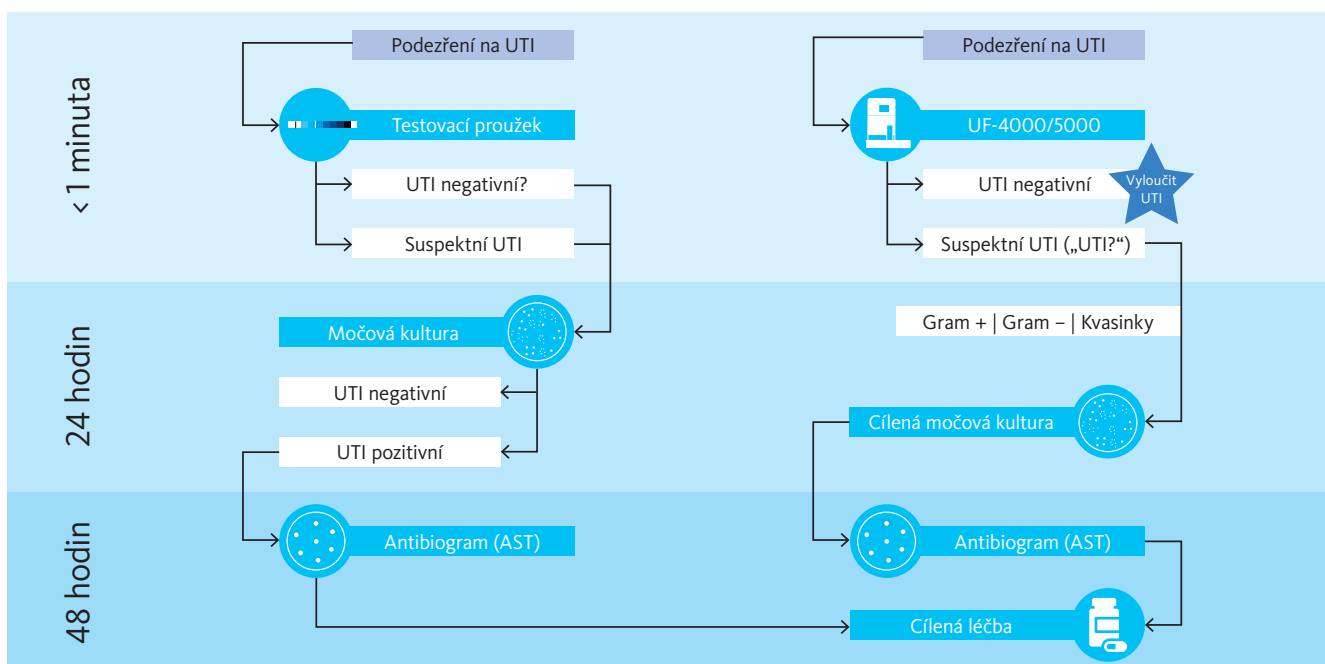 < 1 minuta
Podezření na UTI
Testovací proužek
UTI negativní?
Suspektní UTI
Podezření na UTI
UF-4000/5000
UTI negativní
Vyloučit
UTI
Suspektní UTI („UTI?“)
24 hodin
Močová kultura
UTI negativní
UTI pozitivní
Gram + | Gram – | Kvasinky
Cílená močová kultura
48 hodin
Antibiogram (AST)
Antibiogram (AST)
Cílená léčba